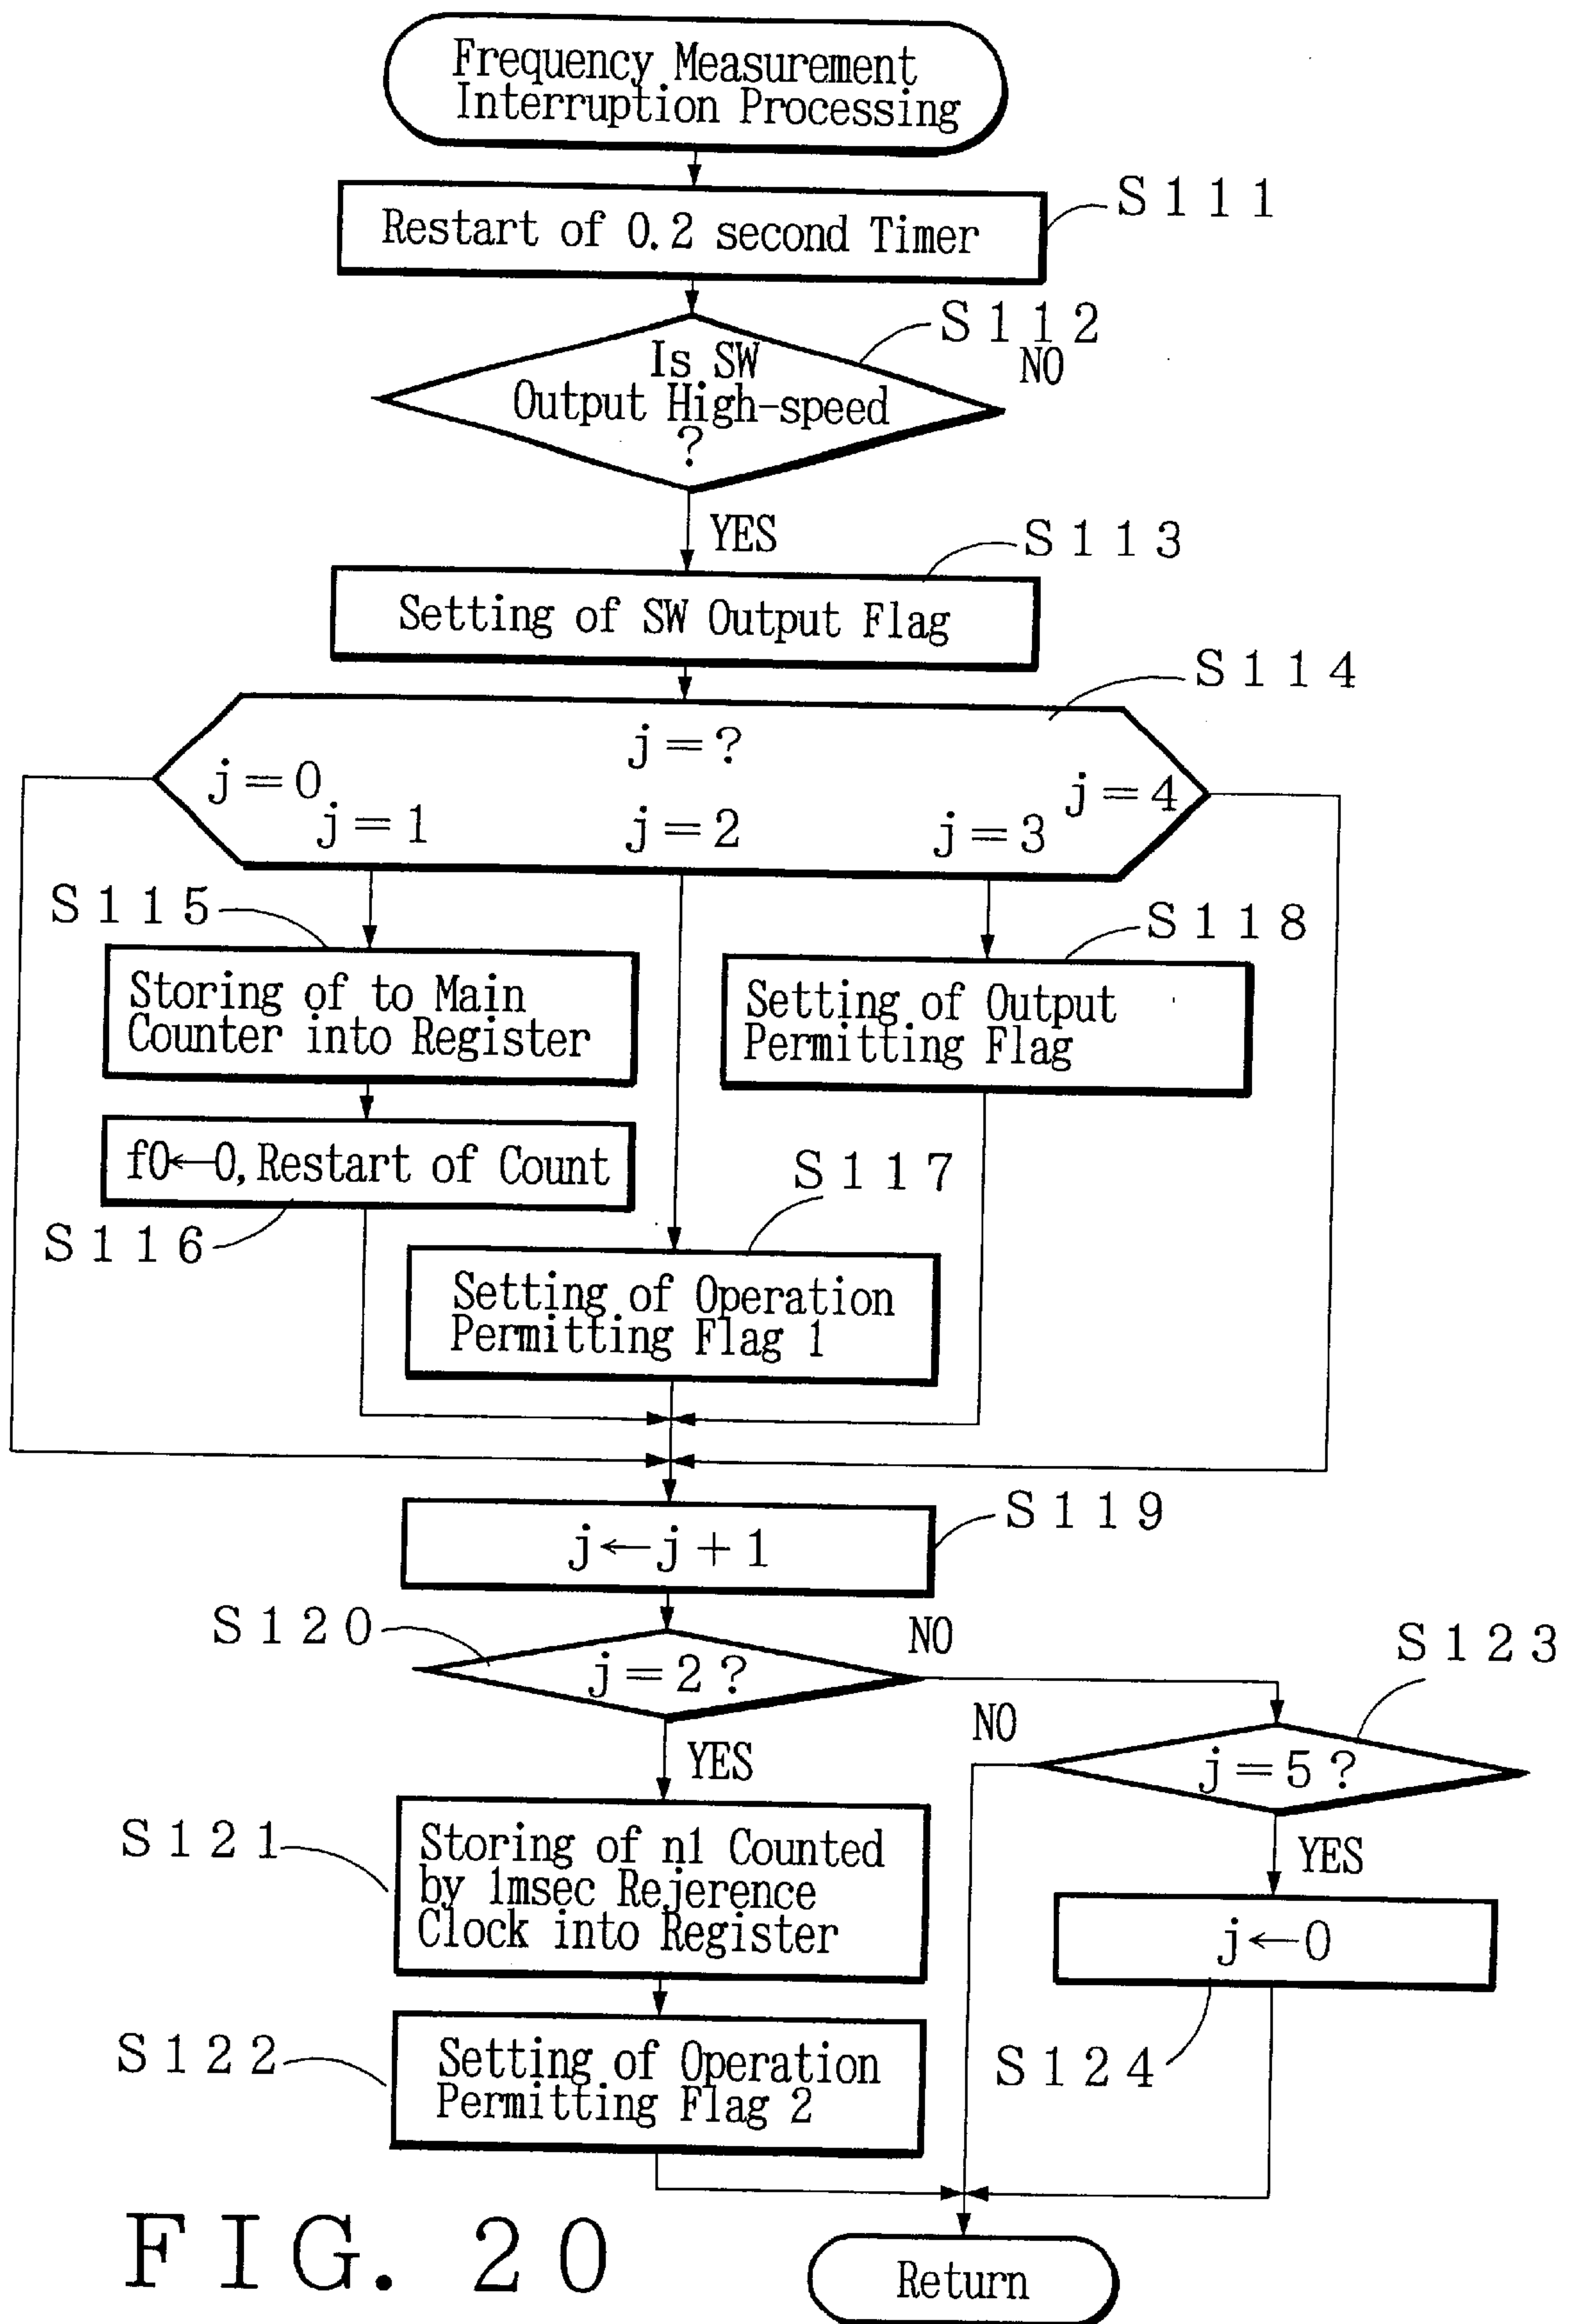 Frequency Measurement
Interruption Processing
S111
Restart of 0.2 second Timer
S112
NO
Is SW
Output High-speed
?
YES
S113
Setting of SW Output Flag
S114
j=?
j=0
j=4
j=1
j=2
j=3
S115
S118
Storing of to Main
Counter into Register
Setting of Output
Permitting Flag
f0←0, Restart of Count
S117
S116
Setting of Operation
Permitting Flag 1
S119
j←j+1
S120
NO
S123
j=2?
NO
YES
j=5?
S121
Storing of n1 Counted
by 1msec Rejerence
Clock into Register
YES
j←0
S122
Setting of Operation
Permitting Flag 2
S124
FIG. 20
Return